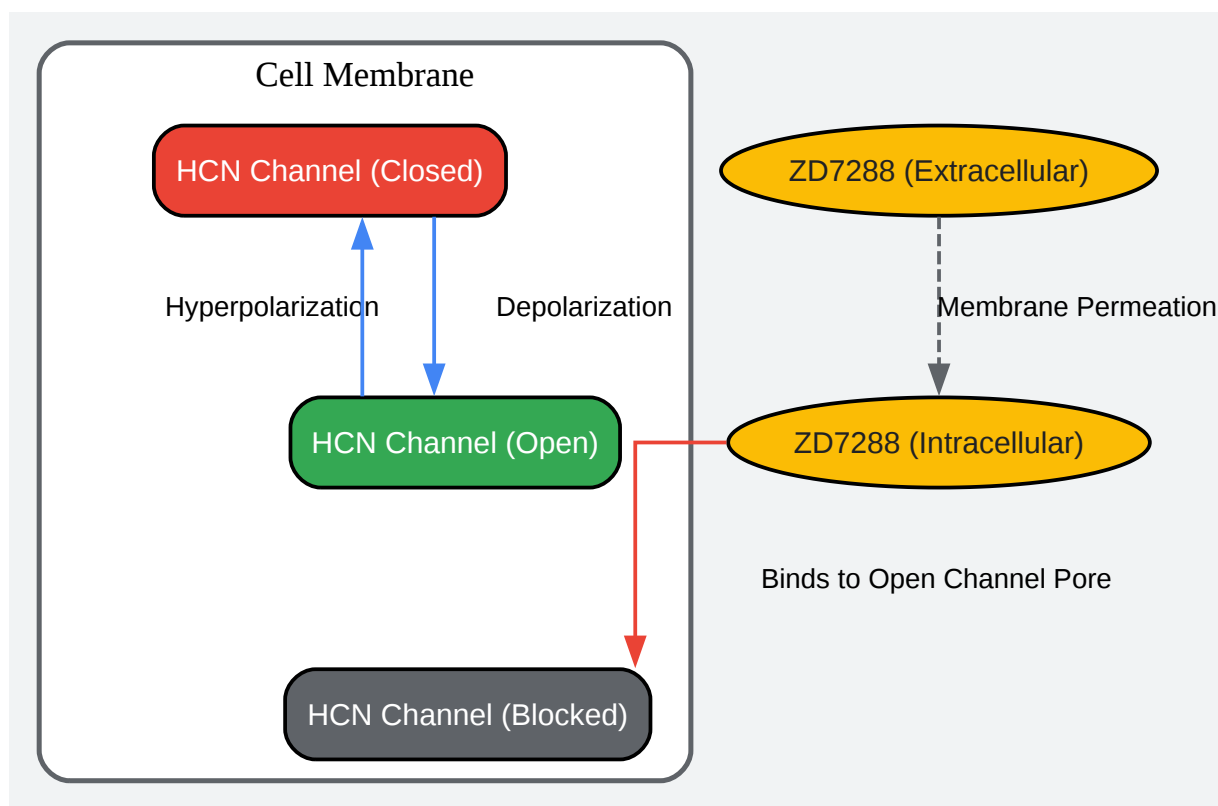 Cell Membrane
HCN Channel (Closed)
ZD7288 (Extracellular)
Hyperpolarization
Depolarization
Membrane Permeation
HCN Channel (Open)
ZD7288 (Intracellular)
Binds to Open Channel Pore
HCN Channel (Blocked)